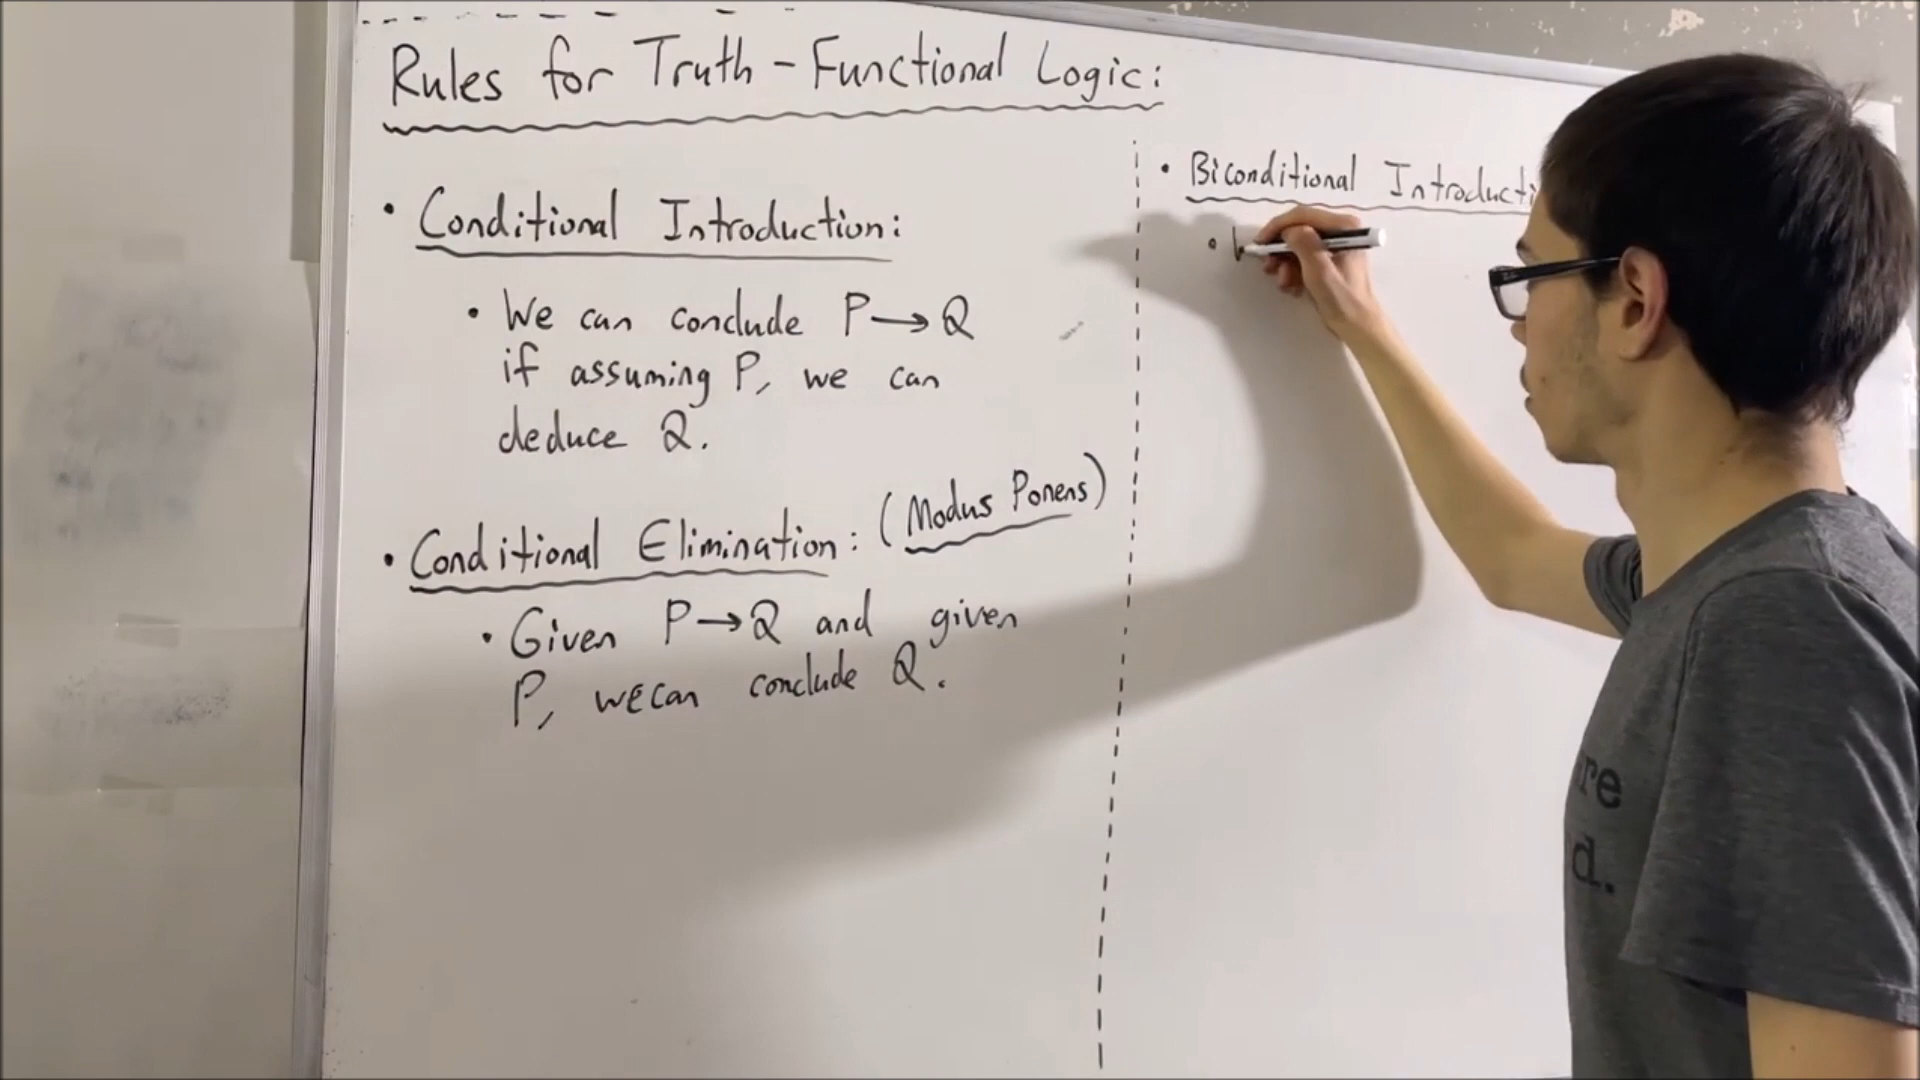 Rules for Truth - Functional Logic:
• Conditional Introduction:
• We can conclude P→Q
if assuming P, we can
deduce Q.
• Conditional Elimination: (Modus Ponens)
• Given P→Q and given
P, we can conclude Q.
• Biconditional Introducti
re
d.